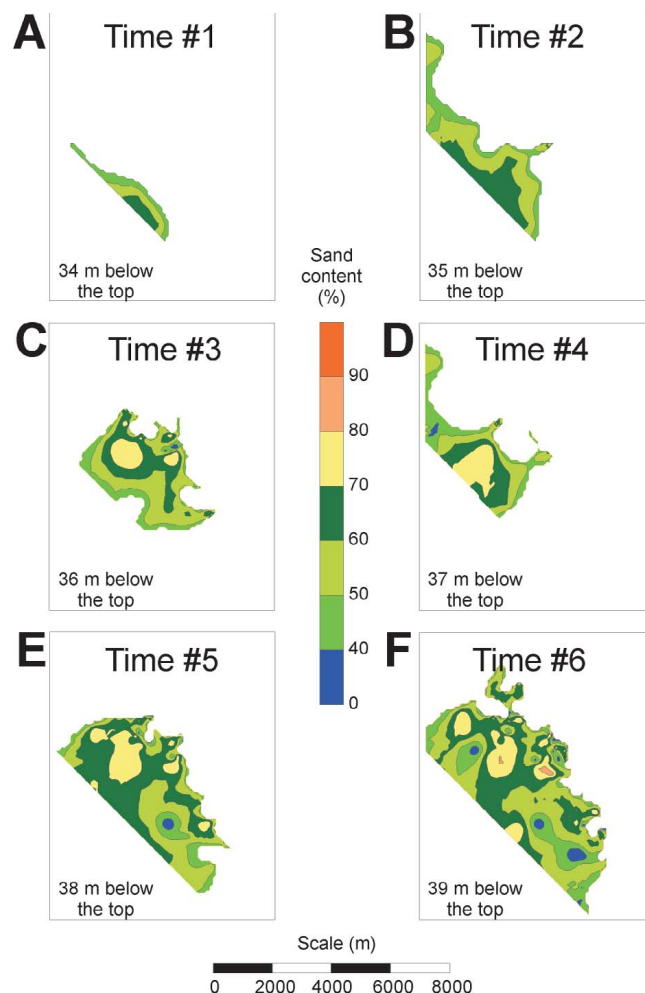 A
Time #1
34 m below
the top
B
Time #2
35 m below
the top
Sand
content
(%)
90
80
70
60
50
40
0
C
Time #3
36 m below
the top
D
Time #4
37 m below
the top
E
Time #5
38 m below
the top
F
Time #6
39 m below
the top
Scale (m)
0 2000 4000 6000 8000